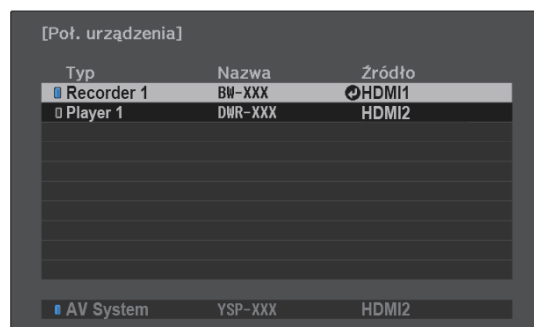 [Poł. urządzenia]
Typ Nazwa Źródło
Recorder 1 BW-XXX HDMI1
Player 1 DWR-XXX HDMI2
AV System YSP-XXX HDMI2